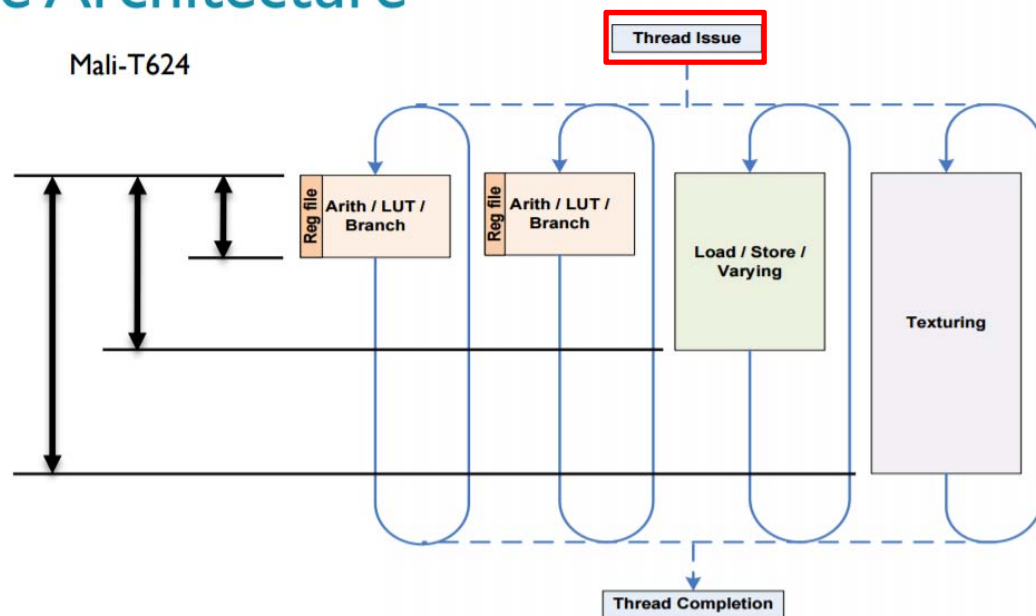 Architecture
Mali-T624
Thread Issue
Reg file
Arith / LUT /
Branch
Reg file
Arith / LUT /
Branch
Load / Store /
Varying
Texturing
Thread Completion